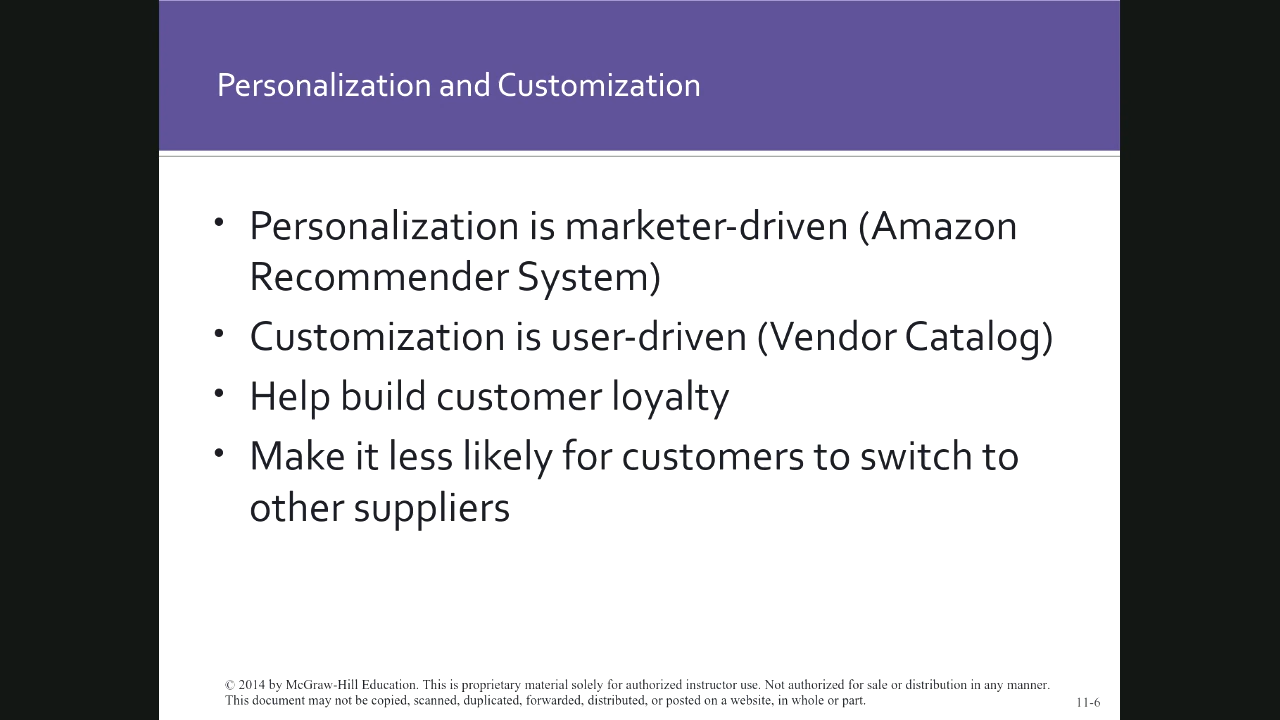 Personalization and Customization
• Personalization is marketer-driven (Amazon
Recommender System)
• Customization is user-driven (Vendor Catalog)
• Help build customer loyalty
• Make it less likely for customers to switch to
other suppliers
© 2014 by McGraw-Hill Education. This is proprietary material solely for authorized instructor use. Not authorized for sale or distribution in any manner.
This document may not be copied, scanned, duplicated, forwarded, distributed, or posted on a website, in whole or part.
11-6